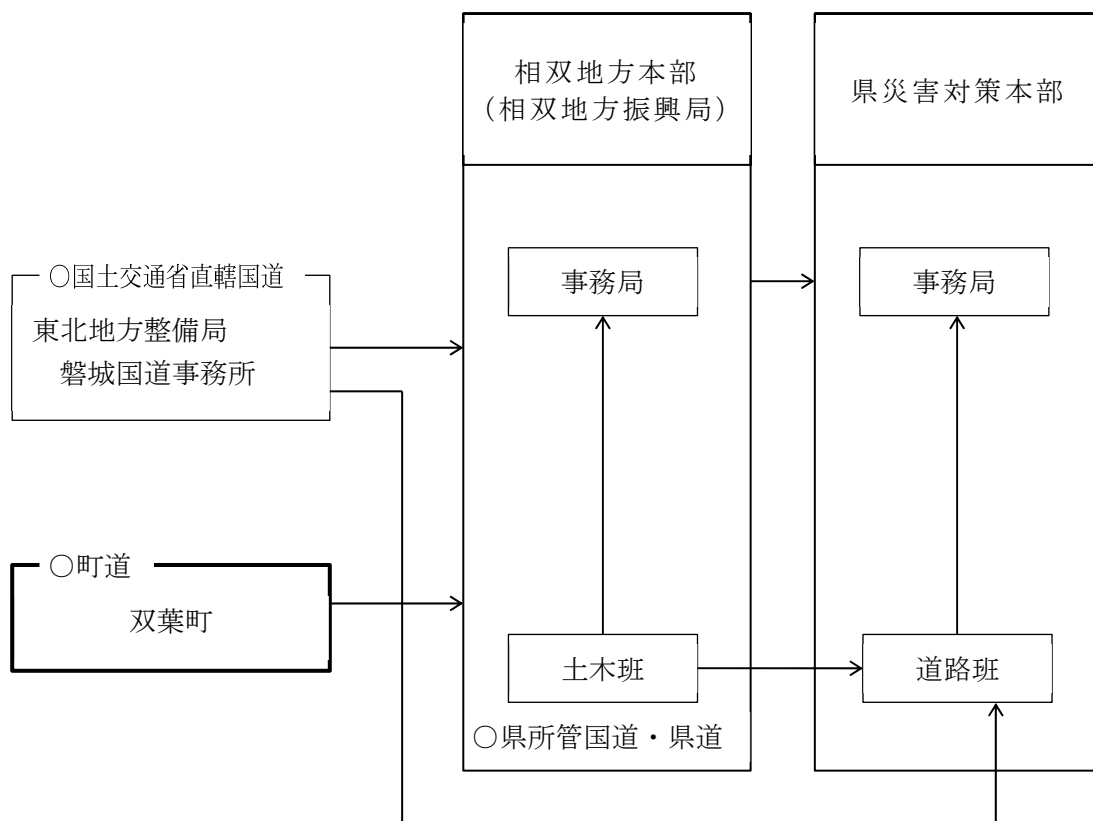 相双地方本部
（相双地方振興局）
県災害対策本部
事務局
事務局
○国土交通省直轄国道
東北地方整備局
磐城国道事務所
○町道
双葉町
土木班
道路班
○県所管国道・県道